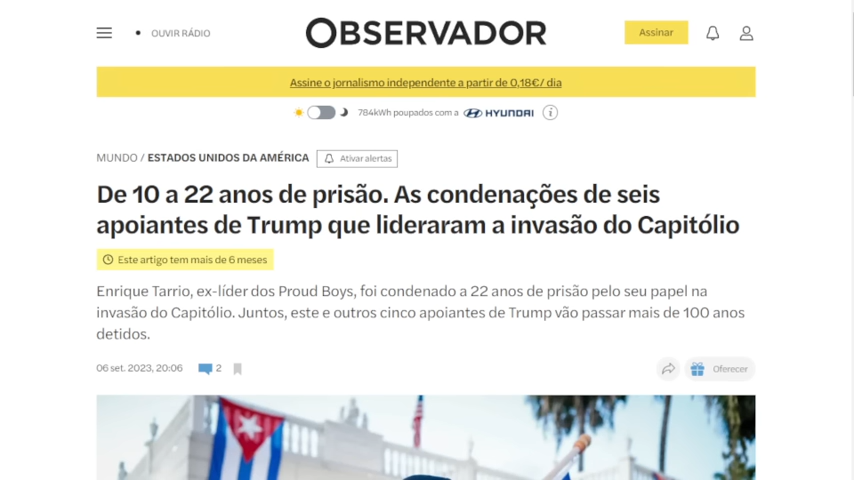 OUVIR RÁDIO
OBSERVADOR
Assinar
Assine o jornalismo independente a partir de 0,18€/ dia
784kWh poupados com a HYUNDAI i
MUNDO / ESTADOS UNIDOS DA AMÉRICA Ativar alertas
De 10 a 22 anos de prisão. As condenações de seis
apoiantes de Trump que lideraram a invasão do Capitólio
Este artigo tem mais de 6 meses
Enrique Tarrio, ex-líder dos Proud Boys, foi condenado a 22 anos de prisão pelo seu papel na
invasão do Capitólio. Juntos, este e outros cinco apoiantes de Trump vão passar mais de 100 anos
detidos.
06 set. 2023, 20:06 2
Oferecer